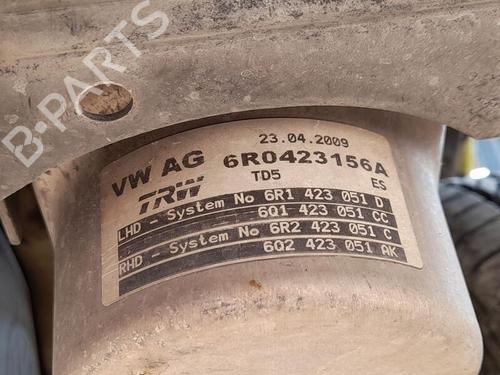 23.04.2009
VW AG 6R0423156A
TRW TD5 ES
LHD - System No 6R1 423 051 D
6Q1 423 051 CC
RHD - System No 6R2 423 051 C
6Q2 423 051 AK
B-Parts